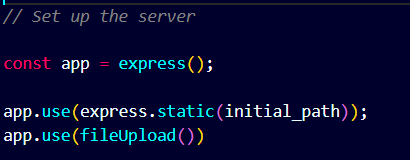 // Set up the server
const app = express();
app.use(express.static(initial_path));
app.use(fileUpload())